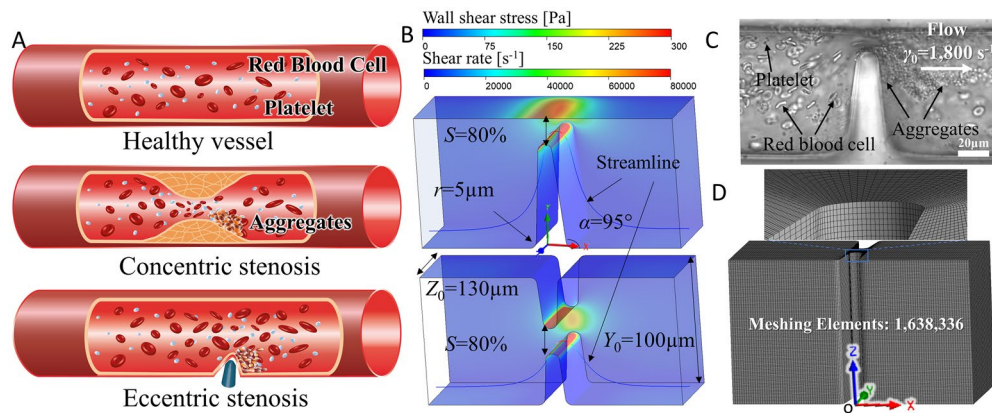 A
Red Blood Cell
Platelet
Healthy vessel
Aggregates
Concentric stenosis
Eccentric stenosis
B
Wall shear stress [Pa]
0 75 150 225 300
Shear rate [s⁻¹]
0 20000 40000 60000 80000
S=80%
Streamline
r=5μm
α=95°
Y
X
Z₀=130μm
S=80%
Y₀=100μm
C
Flow
γ̇₀=1,800 s⁻¹
Platelet
Red blood cell
Aggregates
20μm
D
Meshing Elements: 1,638,336
Z
Y
O
X